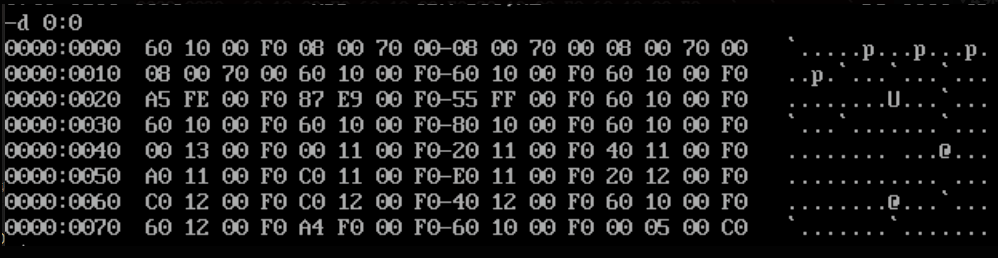 -d 0:0
0000:0000  60 10 00 F0 08 00 70 00-08 00 70 00 08 00 70 00   `.....p...p...p.
0000:0010  08 00 70 00 60 10 00 F0-60 10 00 F0 60 10 00 F0   ..p.`...`...`...
0000:0020  A5 FE 00 F0 87 E9 00 F0-55 FF 00 F0 60 10 00 F0   ........U...`...
0000:0030  60 10 00 F0 60 10 00 F0-80 10 00 F0 60 10 00 F0   `...`.......`...
0000:0040  00 13 00 F0 00 11 00 F0-20 11 00 F0 40 11 00 F0   ........ ...@...
0000:0050  A0 11 00 F0 C0 11 00 F0-E0 11 00 F0 20 12 00 F0   ............ ...
0000:0060  C0 12 00 F0 C0 12 00 F0-40 12 00 F0 60 10 00 F0   ........@...`...
0000:0070  60 12 00 F0 A4 F0 00 F0-60 10 00 F0 00 05 00 C0   `.......`.......